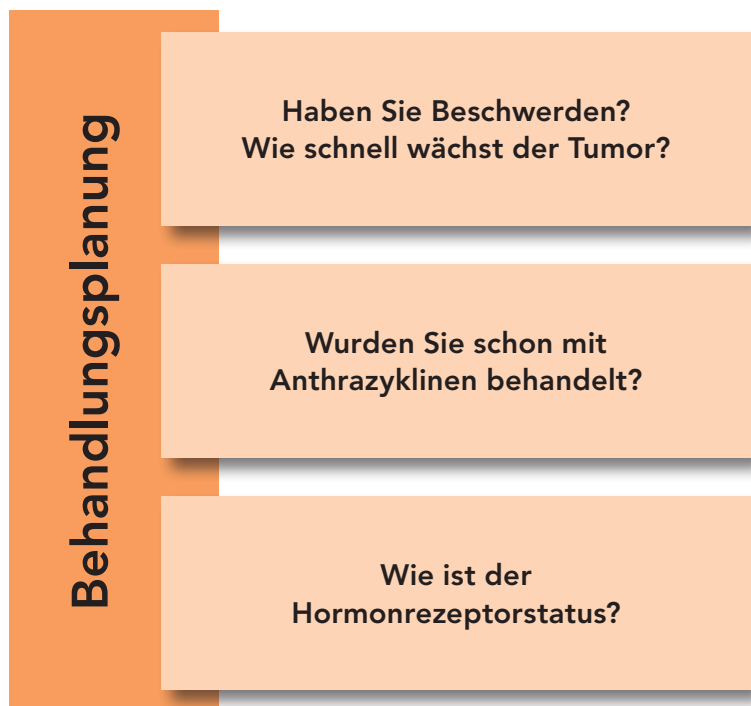 Behandlungsplanung
Haben Sie Beschwerden?
Wie schnell wächst der Tumor?
Wurden Sie schon mit
Anthrazyklinen behandelt?
Wie ist der
Hormonrezeptorstatus?